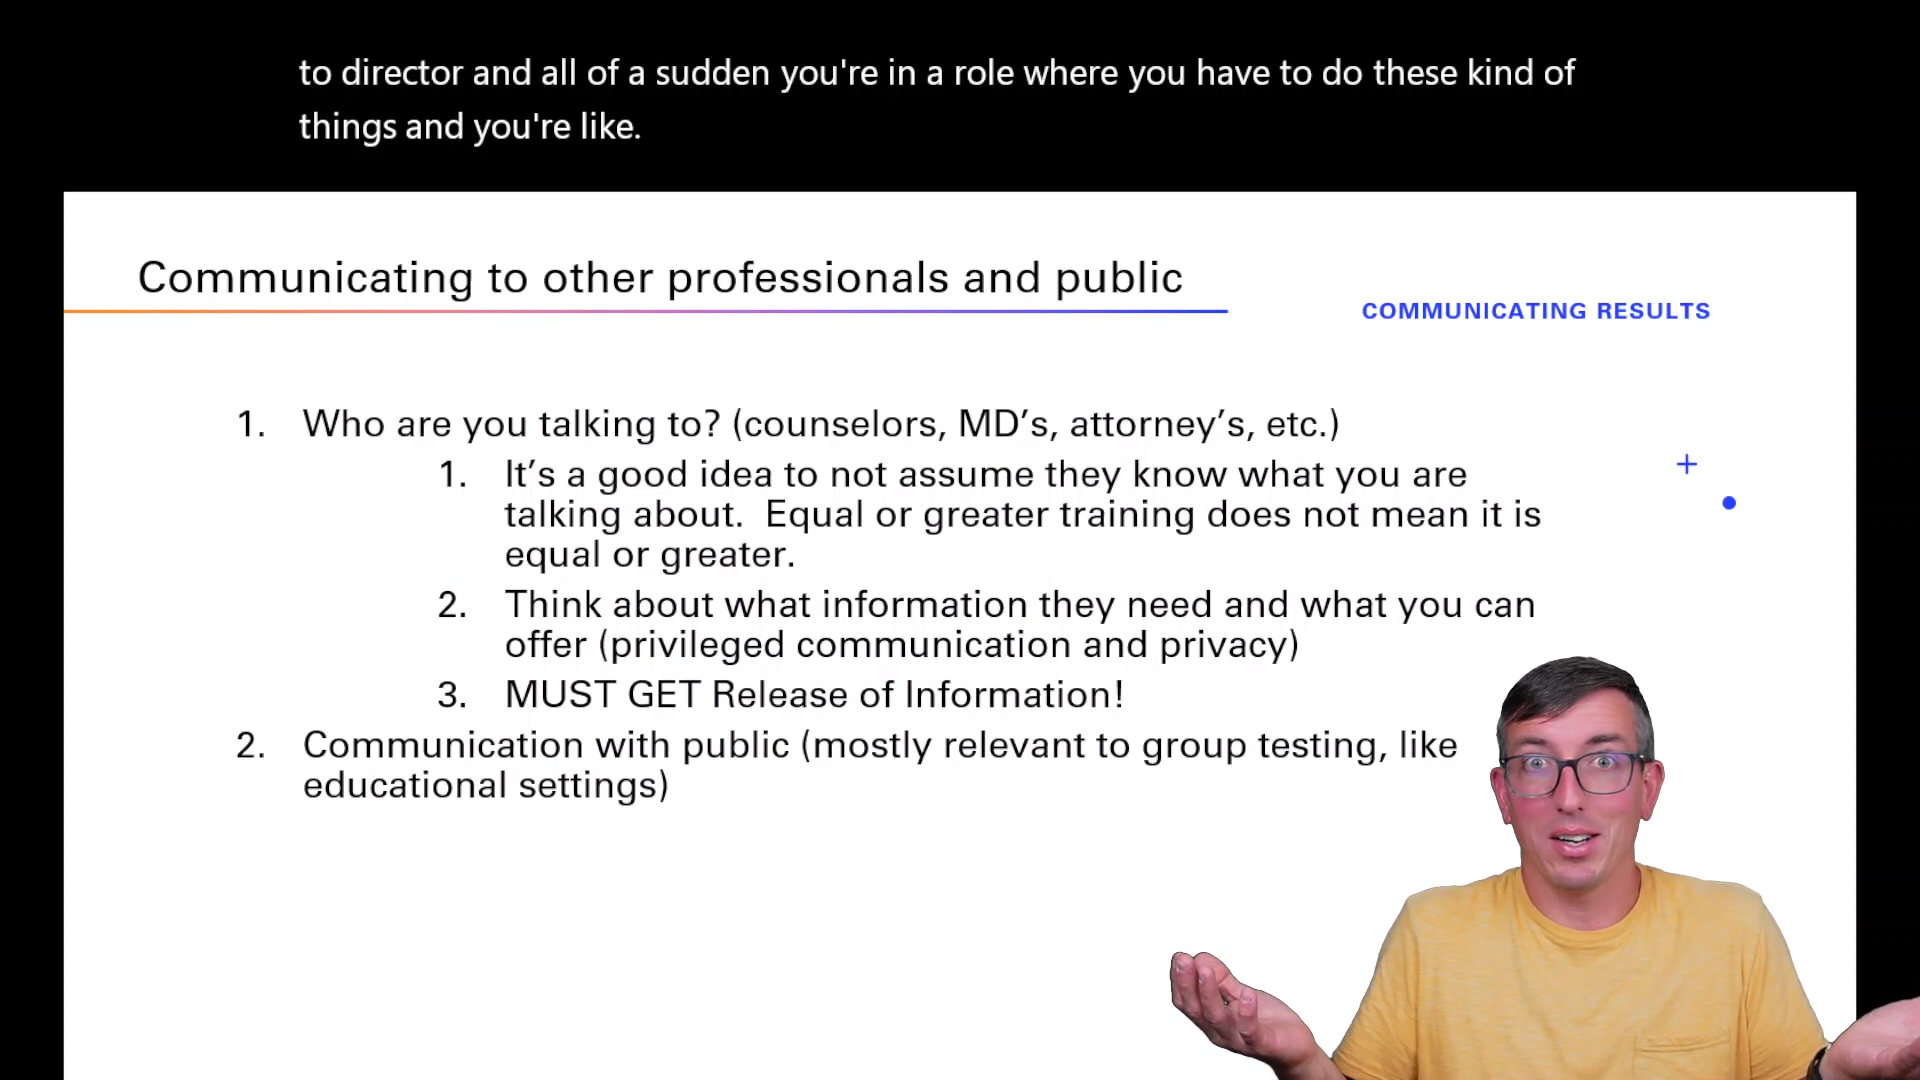 to director and all of a sudden you're in a role where you have to do these kind of
things and you're like.
Communicating to other professionals and public
COMMUNICATING RESULTS
1. Who are you talking to? (counselors, MD’s, attorney’s, etc.)
1. It’s a good idea to not assume they know what you are
talking about.  Equal or greater training does not mean it is
equal or greater.
2. Think about what information they need and what you can
offer (privileged communication and privacy)
3. MUST GET Release of Information!
2. Communication with public (mostly relevant to group testing, like
educational settings)